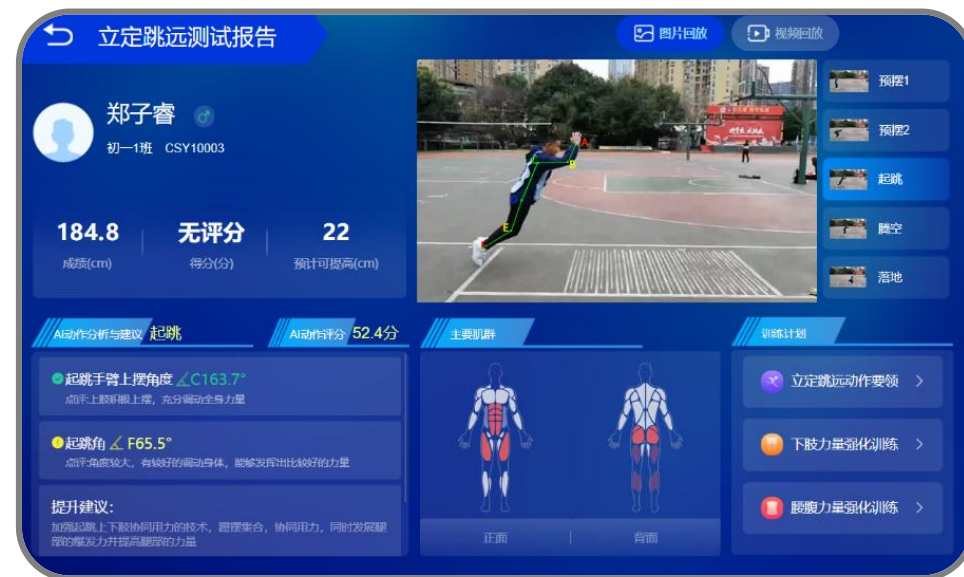 立定跳远测试报告
图片回放
视频回放
郑子睿
初一1班 CSY10003
184.8
成绩(cm)
无评分
得分(分)
22
预计可提高(cm)
A
B
E
预摆1
预摆2
起跳
腾空
落地
AI动作分析与建议 起跳
AI动作评分 52.4分
起跳手臂上摆角度 ∠C163.7°
点评:上肢积极上摆，充分调动全身力量
起跳角 ∠ F65.5°
点评:角度较大，有较好的调动身体，能够发挥出比较好的力量
提升建议：
加强起跳上下肢协同用力的技术，蹬摆集合，协同用力，同时发展腿
部的爆发力并提高腿部的力量
主要肌群
正面
背面
训练计划
立定跳远动作要领
下肢力量强化训练
腰腹力量强化训练